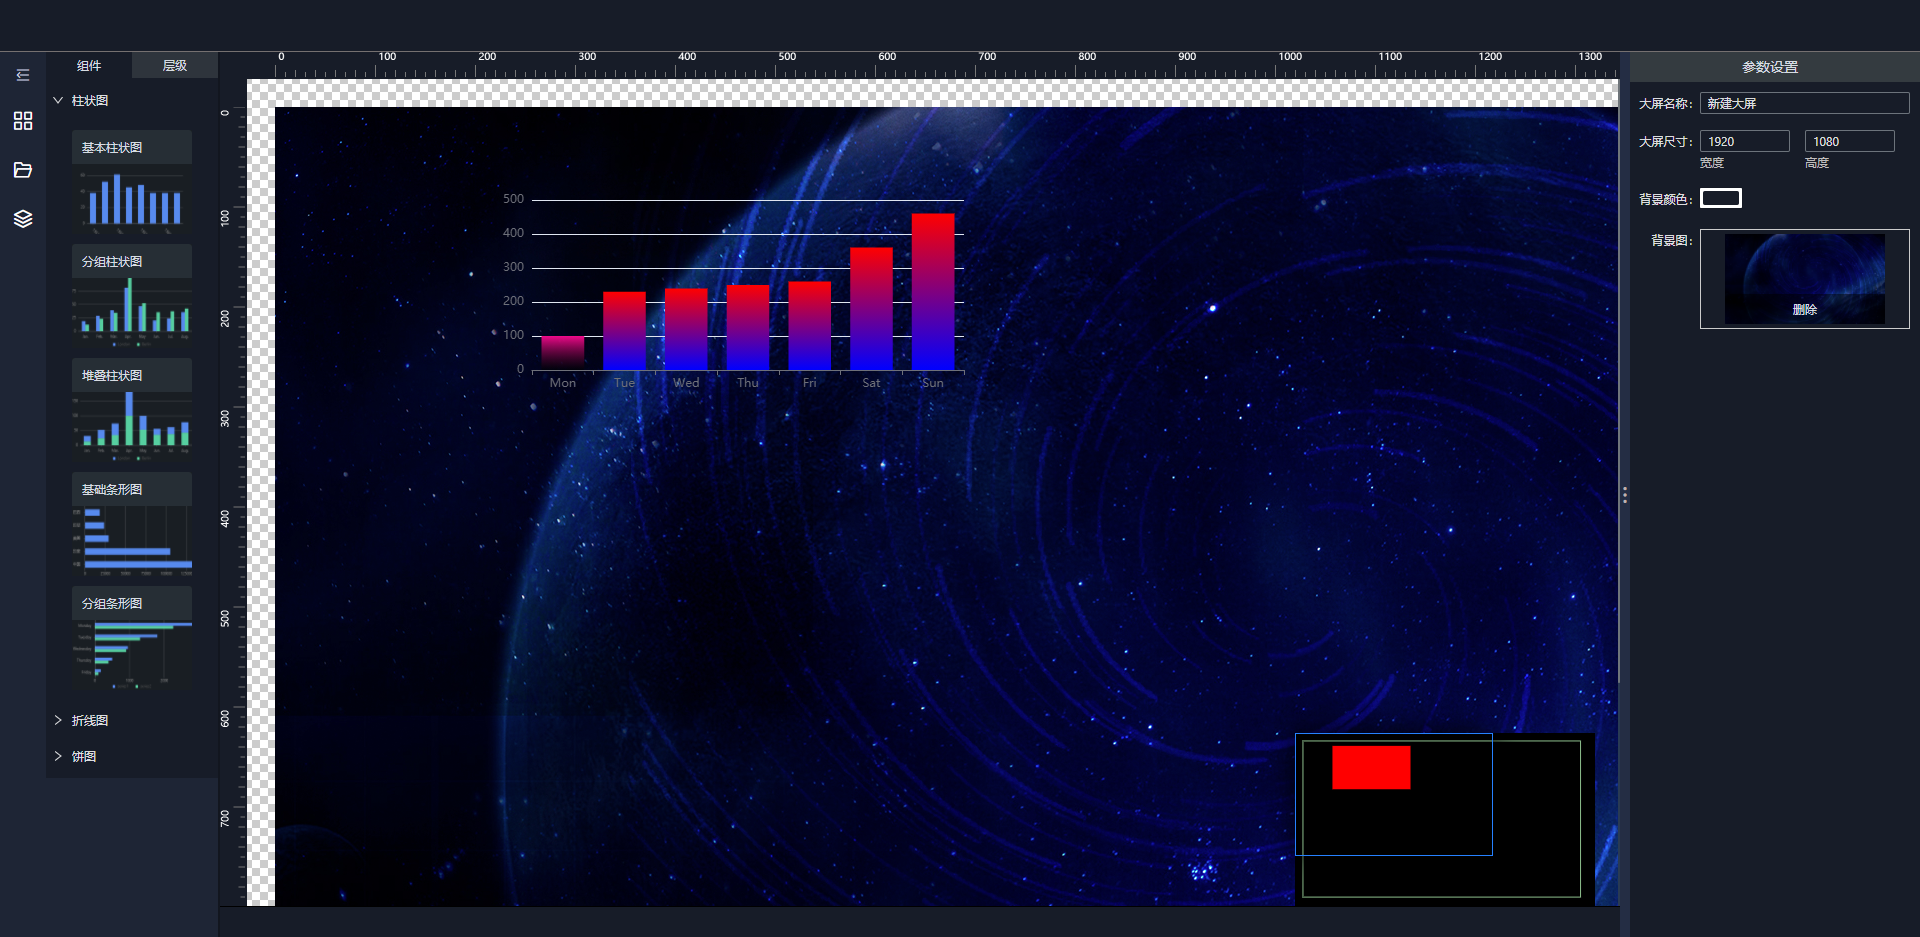 组件
层级
柱状图
基本柱状图
分组柱状图
堆叠柱状图
基础条形图
分组条形图
折线图
饼图
0 100 200 300 400 500 600 700 800 900 1000 1100 1200 1300
0
100
200
300
400
500
600
700
500
400
300
200
100
0
Mon Tue Wed Thu Fri Sat Sun
参数设置
大屏名称: 新建大屏
大屏尺寸: 1920 1080
宽度 高度
背景颜色:
背景图:
删除